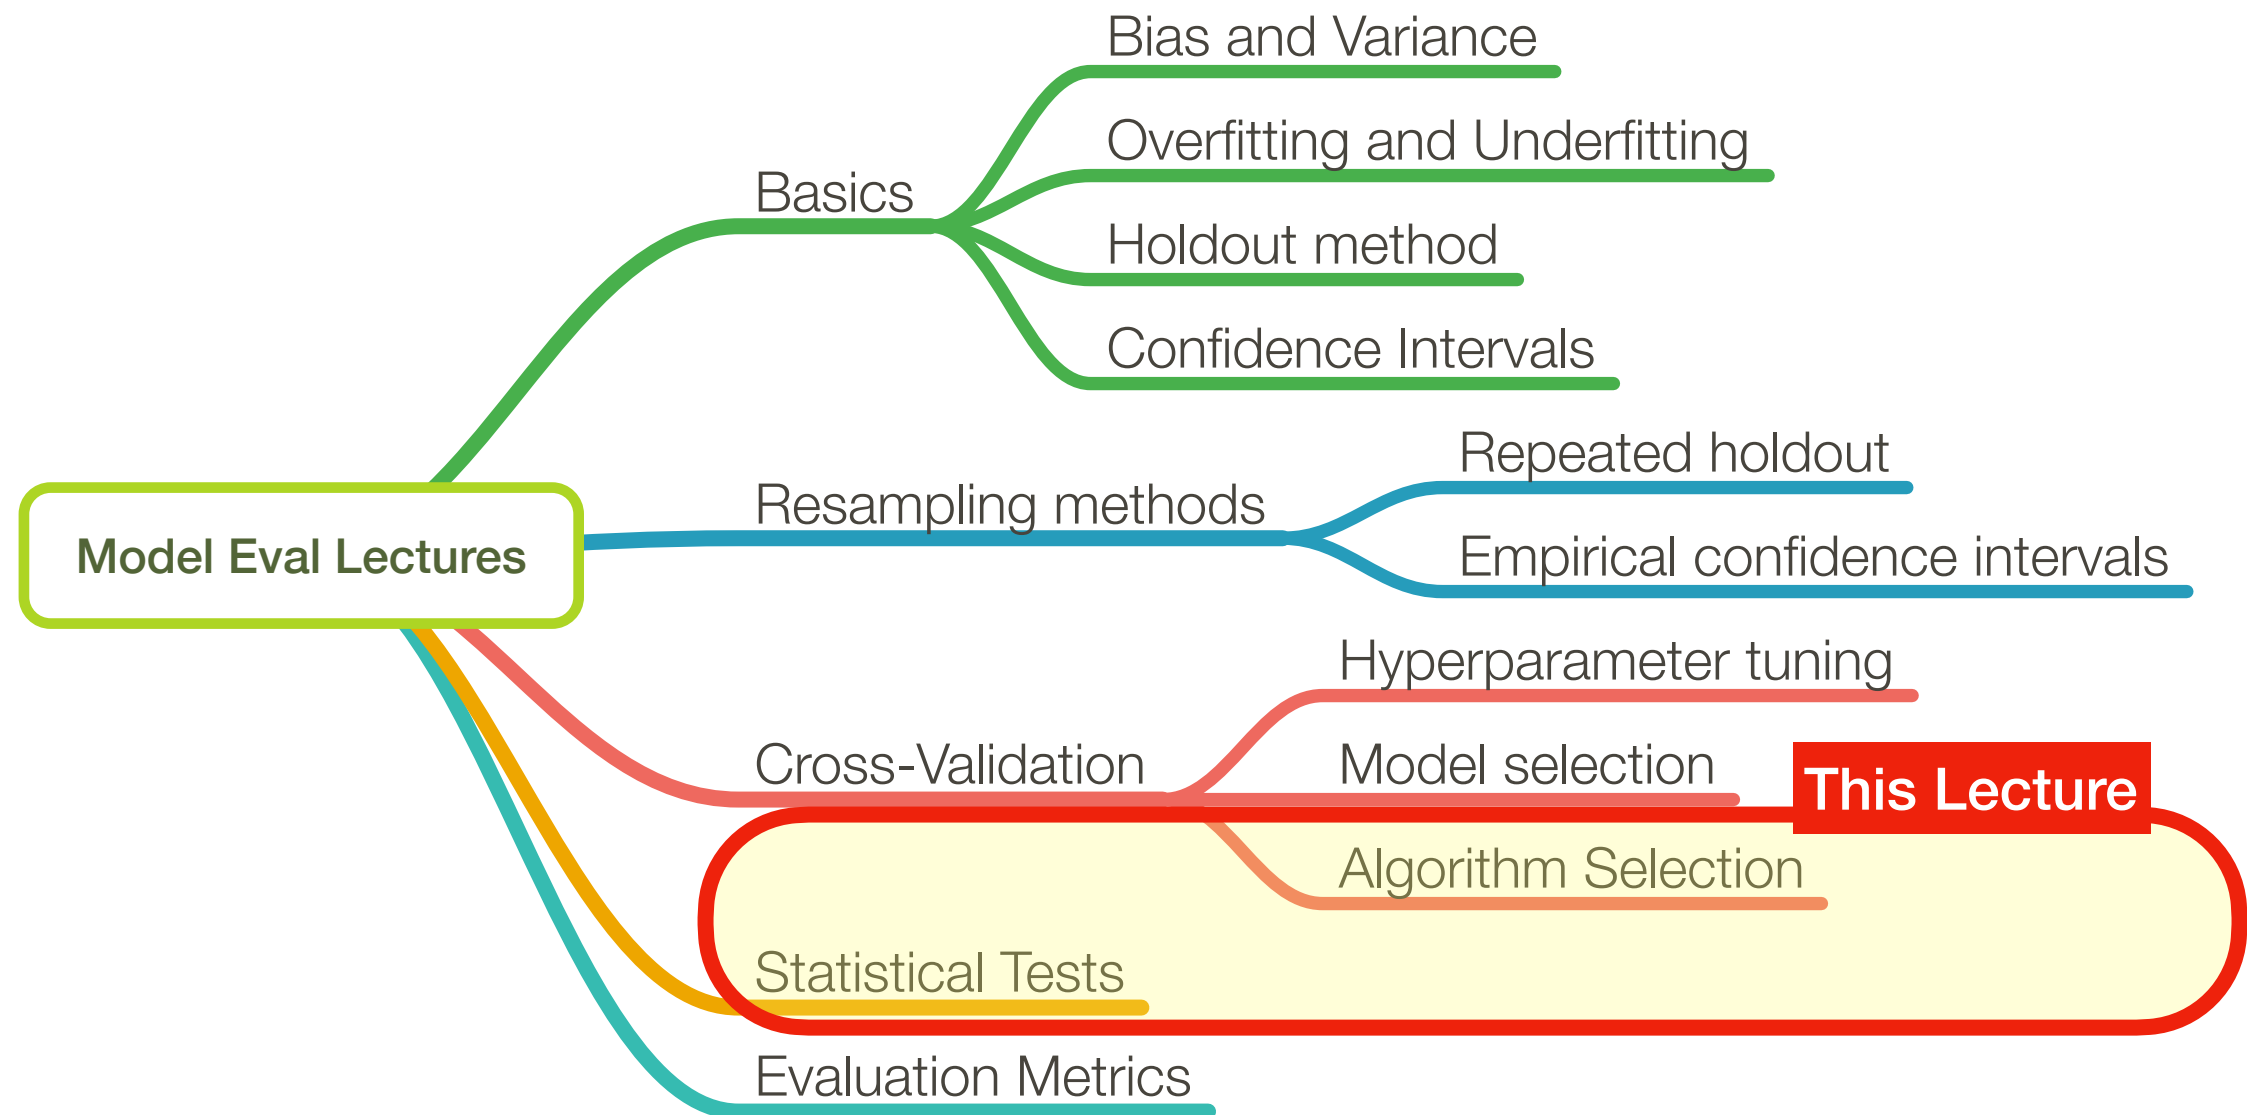 Model Eval Lectures
Basics
Bias and Variance
Overfitting and Underfitting
Holdout method
Confidence Intervals
Resampling methods
Repeated holdout
Empirical confidence intervals
Cross-Validation
Hyperparameter tuning
Model selection
This Lecture
Algorithm Selection
Statistical Tests
Evaluation Metrics